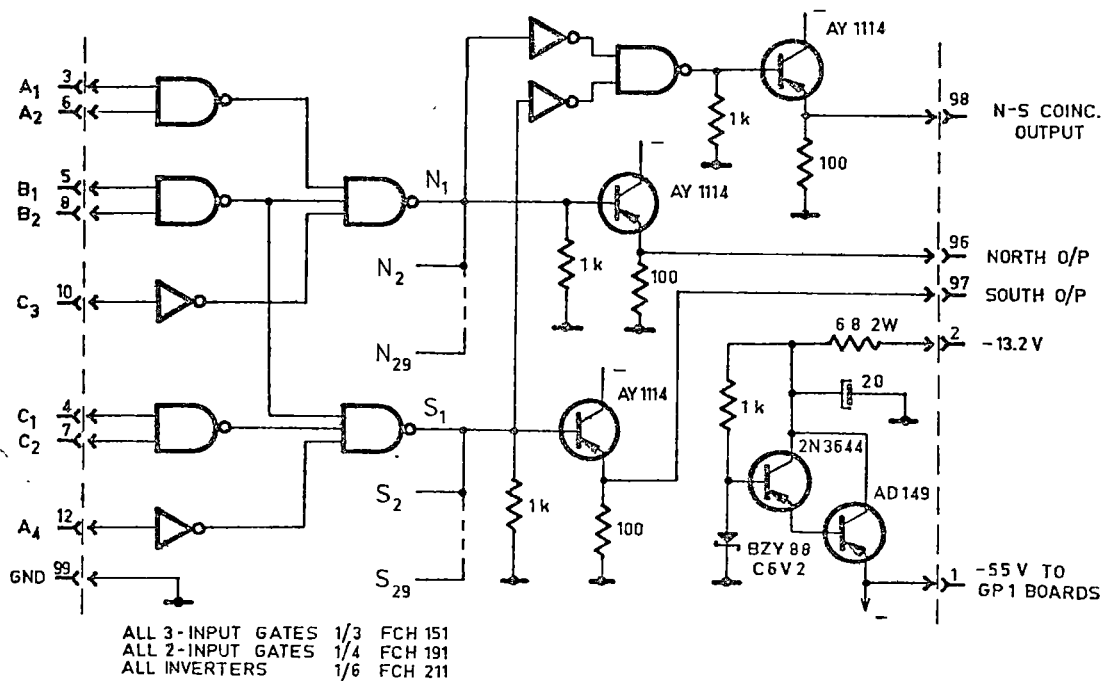 A1 3
A2 6
B1 5
B2 8
C3 10
C1 4
C2 7
A4 12
GND 99
N1
N2
N29
S1
S2
S29
AY 1114
1k
100
98 N-S COINC.
OUTPUT
AY 1114
1k
100
96 NORTH O/P
97 SOUTH O/P
AY 1114
1k
100
68 2W
2 -13.2 V
1k
20
2N3644
AD 149
BZY 88
C6V2
1 -55 V TO
GP1 BOARDS
ALL 3-INPUT GATES 1/3 FCH 151
ALL 2-INPUT GATES 1/4 FCH 191
ALL INVERTERS 1/6 FCH 211